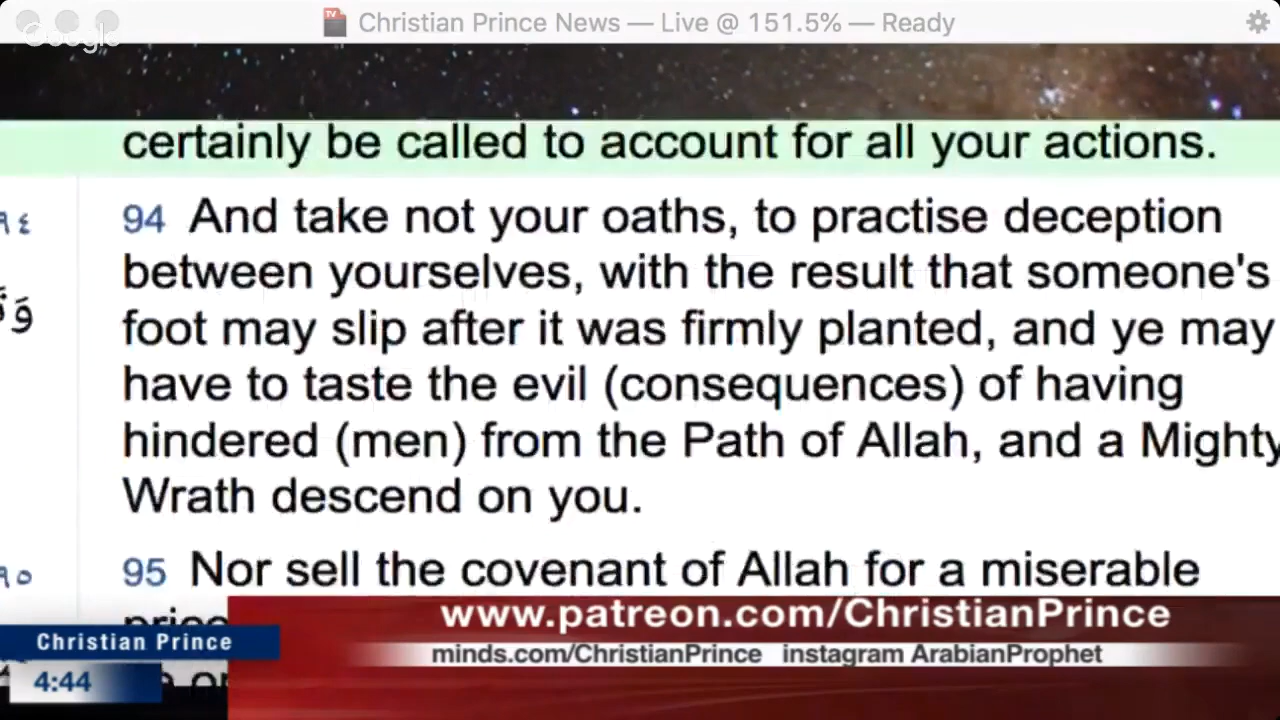 Google
Christian Prince News — Live @ 151.5% — Ready
certainly be called to account for all your actions.
٩٤ 94 And take not your oaths, to practise deception
between yourselves, with the result that someone's
foot may slip after it was firmly planted, and ye may
have to taste the evil (consequences) of having
hindered (men) from the Path of Allah, and a Mighty
Wrath descend on you.
٩٥ 95 Nor sell the covenant of Allah for a miserable
www.patreon.com/ChristianPrince
Christian Prince
minds.com/ChristianPrince instagram ArabianProphet
4:44